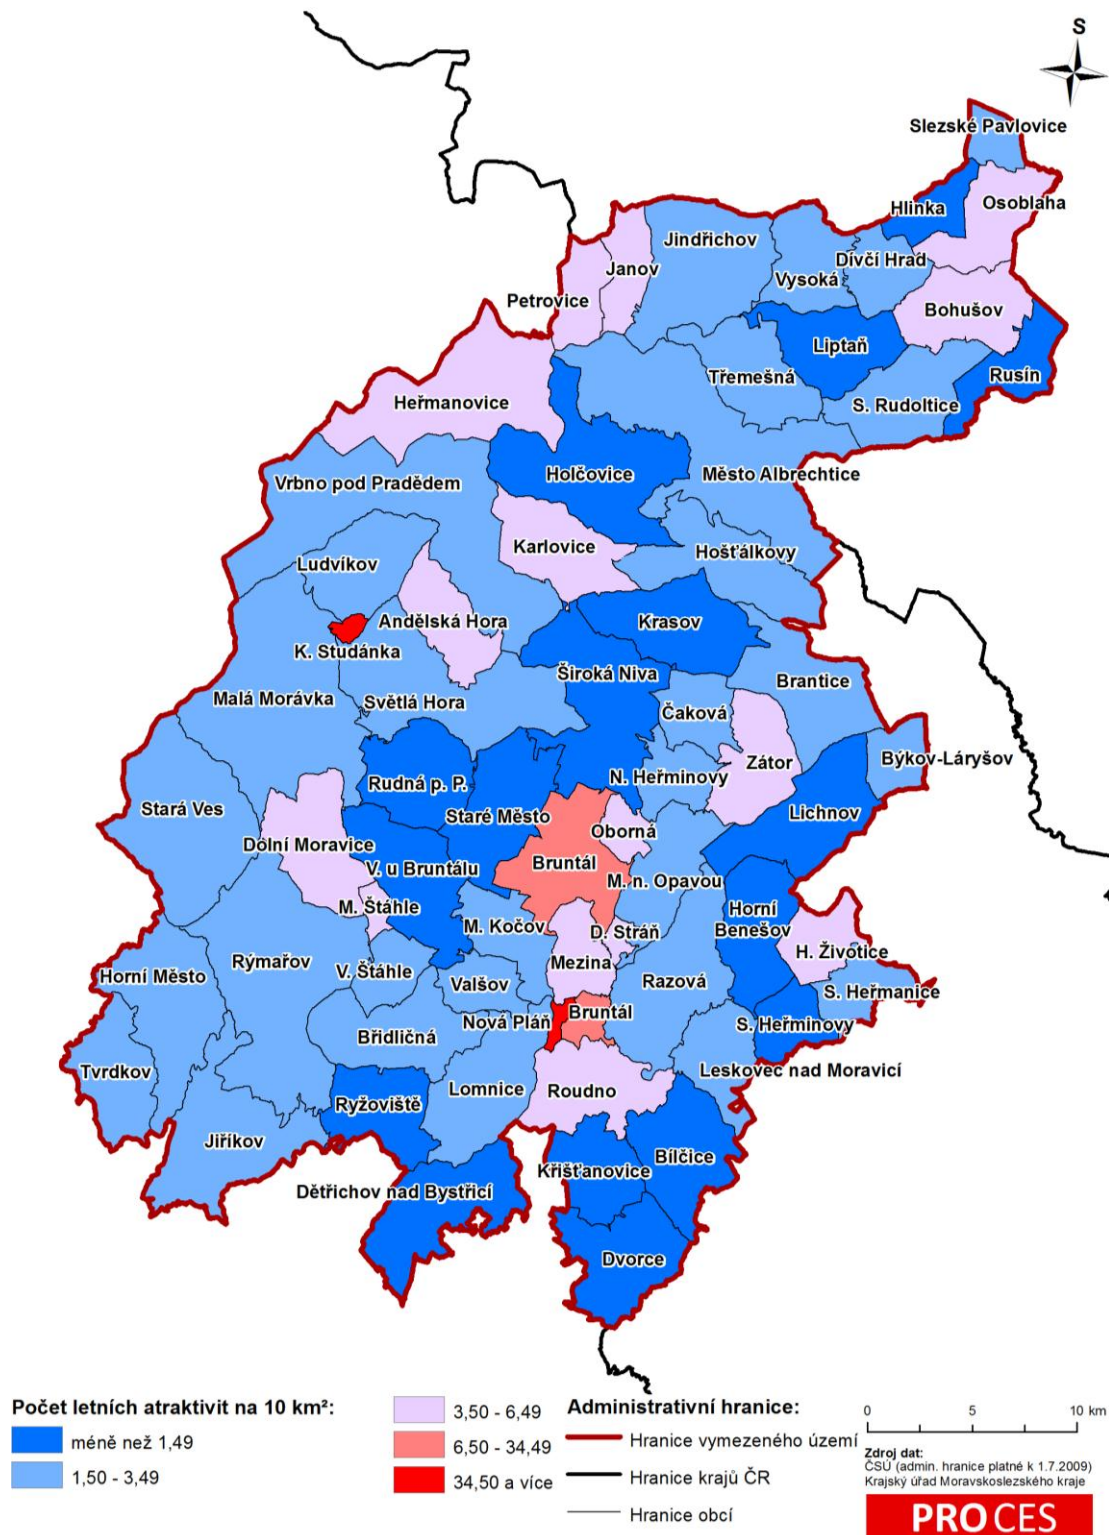 S
Slezské Pavlovice
Hlinka
Osoblaha
Jindřichov
Dívčí Hrad
Janov
Vysoká
Petrovice
Bohušov
Liptaň
Třemešná
Rusín
Heřmanovice
S. Rudoltice
Holčovice
Město Albrechtice
Vrbno pod Pradědem
Karlovice
Hošťálkovy
Ludvíkov
Andělská Hora
Krasov
K. Studánka
Široká Niva
Brantice
Malá Morávka
Světlá Hora
Čaková
Zátor
Býkov-Láryšov
Rudná p. P.
N. Heřminovy
Stará Ves
Staré Město
Lichnov
Oborná
Dolní Moravice
V. u Bruntálu
Bruntál
M. n. Opavou
M. Štáhle
Horní
Benešov
M. Kočov
D. Stráň
H. Životice
Horní Město
Rýmařov
V. Štáhle
Mezina
Valšov
Razová
S. Heřmanice
Nová Pláň
Bruntál
S. Heřminovy
Břidličná
Tvrdkov
Leskovec nad Moravicí
Lomnice
Roudno
Ryžoviště
Jiříkov
Bílčice
Křišťanovice
Dětřichov nad Bystřicí
Dvorce
Počet letních atraktivit na 10 km²:
méně než 1,49
1,50 - 3,49
3,50 - 6,49
6,50 - 34,49
34,50 a více
Administrativní hranice:
Hranice vymezeného území
Hranice krajů ČR
Hranice obcí
0 5 10 km
Zdroj dat:
ČSÚ (admin. hranice platné k 1.7.2009)
Krajský úřad Moravskoslezského kraje
PROCES